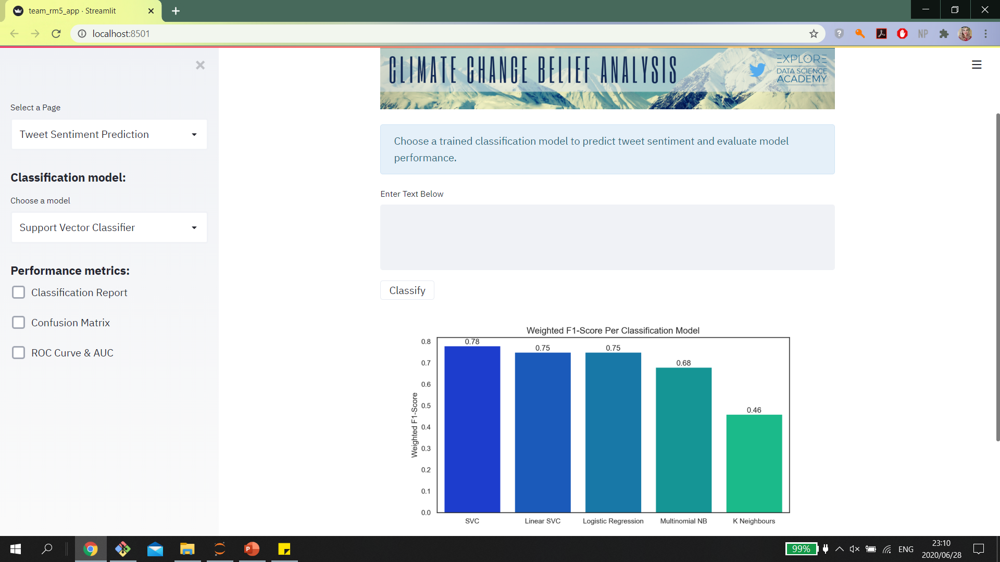 team_rm5_app · Streamlit
localhost:8501
NP
CLIMATE CHANGE BELIEF ANALYSIS
EXPLORE
DATA SCIENCE
ACADEMY
Select a Page
Tweet Sentiment Prediction
Classification model:
Choose a model
Support Vector Classifier
Performance metrics:
Classification Report
Confusion Matrix
ROC Curve & AUC
Choose a trained classification model to predict tweet sentiment and evaluate model
performance.
Enter Text Below
Classify
Weighted F1-Score Per Classification Model
Weighted F1-Score
0.8
0.7
0.6
0.5
0.4
0.3
0.2
0.1
0.0
0.78
0.75
0.75
0.68
0.46
SVC
Linear SVC
Logistic Regression
Multinomial NB
K Neighbours
99%
ENG
23:10
2020/06/28